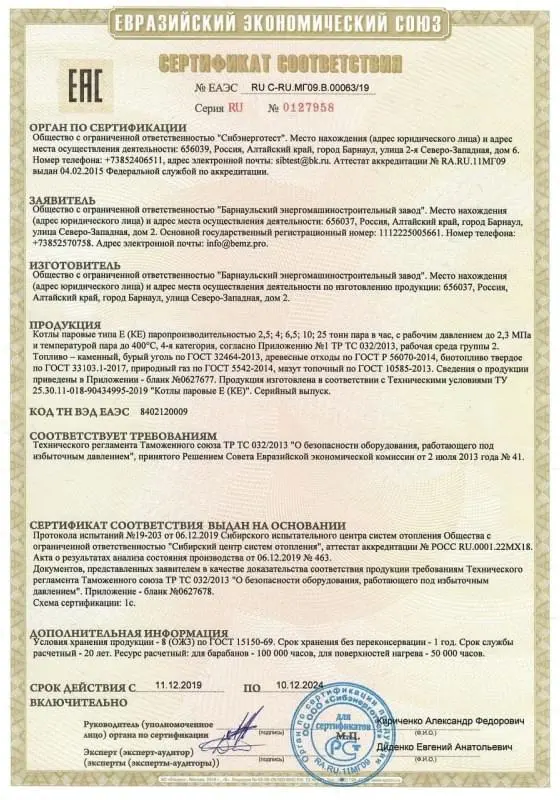 ЕВРАЗИЙСКИЙ ЭКОНОМИЧЕСКИЙ СОЮЗ
СЕРТИФИКАТ СООТВЕТСТВИЯ
EAC
№ ЕАЭС RU C-RU.МГ09.В.00063/19
Серия RU № 0127958
ОРГАН ПО СЕРТИФИКАЦИИ
Общество с ограниченной ответственностью "Сибэнерготест". Место нахождения (адрес юридического лица) и адрес
места осуществления деятельности: 656039, Россия, Алтайский край, город Барнаул, улица 2-я Северо-Западная, дом 6.
Номер телефона: +73852406511, адрес электронной почты: sibtest@bk.ru. Аттестат аккредитации № RA.RU.11МГ09
выдан 04.02.2015 Федеральной службой по аккредитации.
ЗАЯВИТЕЛЬ
Общество с ограниченной ответственностью "Барнаульский энергомашиностроительный завод". Место нахождения
(адрес юридического лица) и адрес места осуществления деятельности: 656037, Россия, Алтайский край, город Барнаул,
улица Северо-Западная, дом 2. Основной государственный регистрационный номер: 1112225005661. Номер телефона:
+73852570758. Адрес электронной почты: info@bemz.pro.
ИЗГОТОВИТЕЛЬ
Общество с ограниченной ответственностью "Барнаульский энергомашиностроительный завод". Место нахождения
(адрес юридического лица) и адрес места осуществления деятельности по изготовлению продукции: 656037, Россия,
Алтайский край, город Барнаул, улица Северо-Западная, дом 2.
ПРОДУКЦИЯ
Котлы паровые типа Е (КЕ) паропроизводительностью 2,5; 4; 6,5; 10; 25 тонн пара в час, с рабочим давлением до 2,3 МПа
и температурой пара до 400°С, 4-я категория, согласно Приложению №1 ТР ТС 032/2013, рабочая среда группы 2.
Топливо – каменный, бурый уголь по ГОСТ 32464-2013, древесные отходы по ГОСТ Р 56070-2014, биотопливо твердое
по ГОСТ 33103.1-2017, природный газ по ГОСТ 5542-2014, мазут топочный по ГОСТ 10585-2013. Сведения о продукции
приведены в Приложении - бланк №0627677. Продукция изготовлена в соответствии с Техническими условиями ТУ
25.30.11-018-90434995-2019 "Котлы паровые Е (КЕ)". Серийный выпуск.
КОД ТН ВЭД ЕАЭС 8402120009
СООТВЕТСТВУЕТ ТРЕБОВАНИЯМ
Технического регламента Таможенного союза ТР ТС 032/2013 "О безопасности оборудования, работающего под
избыточным давлением", принятого Решением Совета Евразийской экономической комиссии от 2 июля 2013 года № 41.
СЕРТИФИКАТ СООТВЕТСТВИЯ ВЫДАН НА ОСНОВАНИИ
Протокола испытаний №19-203 от 06.12.2019 Сибирского испытательного центра систем отопления Общества с
ограниченной ответственностью "Сибирский центр систем отопления", аттестат аккредитации № РОСС RU.0001.22МХ18.
Акта о результатах анализа состояния производства от 06.12.2019 № 463.
Документов, представленных заявителем в качестве доказательства соответствия продукции требованиям Технического
регламента Таможенного союза ТР ТС 032/2013 "О безопасности оборудования, работающего под избыточным
давлением". Приложение - бланк №0627678.
Схема сертификации: 1с.
ДОПОЛНИТЕЛЬНАЯ ИНФОРМАЦИЯ
Условия хранения продукции - 8 (ОЖ3) по ГОСТ 15150-69. Срок хранения без переконсервации - 1 год. Срок службы
расчетный - 20 лет. Ресурс расчетный: для барабанов - 100 000 часов, для поверхностей нагрева - 50 000 часов.
СРОК ДЕЙСТВИЯ С 11.12.2019 ПО 10.12.2024
ВКЛЮЧИТЕЛЬНО
Руководитель (уполномоченное
лицо) органа по сертификации (подпись) Кириченко Александр Федорович (Ф.И.О.)
М.П.
Эксперт (эксперт-аудитор)
(эксперты (эксперты-аудиторы)) (подпись) Диденко Евгений Анатольевич (Ф.И.О.)
Орган по сертификации продукции
ООО «Сибэнерготест»
для
сертификатов
РСТ
RA.RU.11МГ09